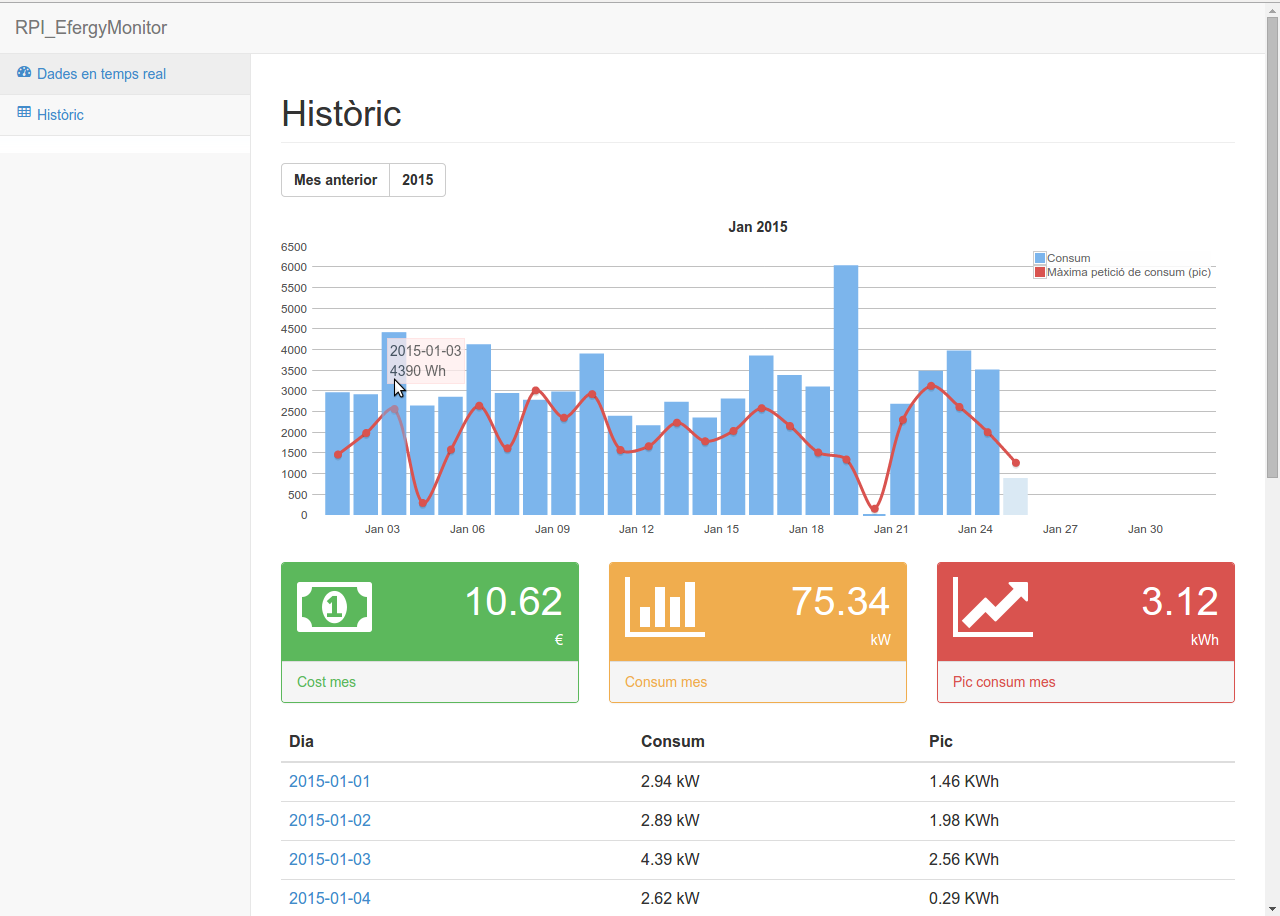 RPI_EfergyMonitor
Dades en temps real
Històric
Històric
Mes anterior 2015
Jan 2015
6500
6000
5500
5000
4500
4000
3500
3000
2500
2000
1500
1000
500
0
Consum
Màxima petició de consum (pic)
2015-01-03
4390 Wh
Jan 03 Jan 06 Jan 09 Jan 12 Jan 15 Jan 18 Jan 21 Jan 24 Jan 27 Jan 30
1
10.62
€
Cost mes
75.34
kW
Consum mes
3.12
kWh
Pic consum mes
Dia Consum Pic
2015-01-01 2.94 kW 1.46 KWh
2015-01-02 2.89 kW 1.98 KWh
2015-01-03 4.39 kW 2.56 KWh
2015-01-04 2.62 kW 0.29 KWh